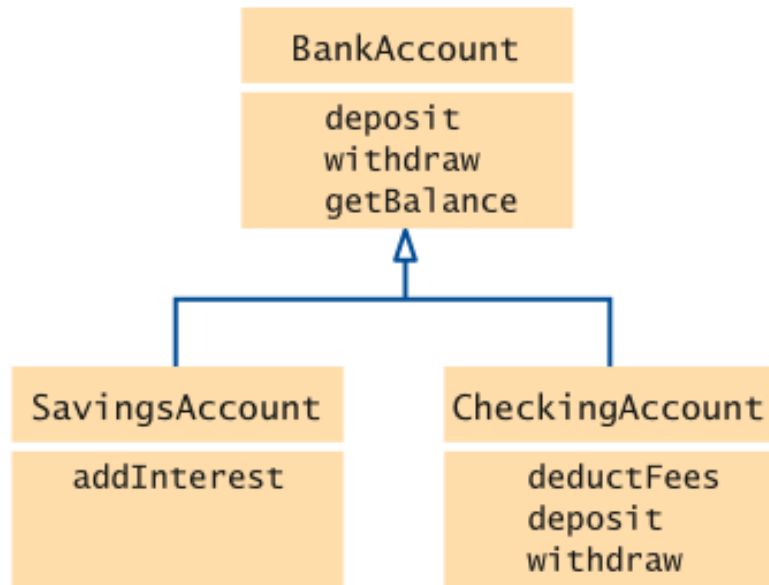 BankAccount
deposit
withdraw
getBalance
SavingsAccount
addInterest
CheckingAccount
deductFees
deposit
withdraw